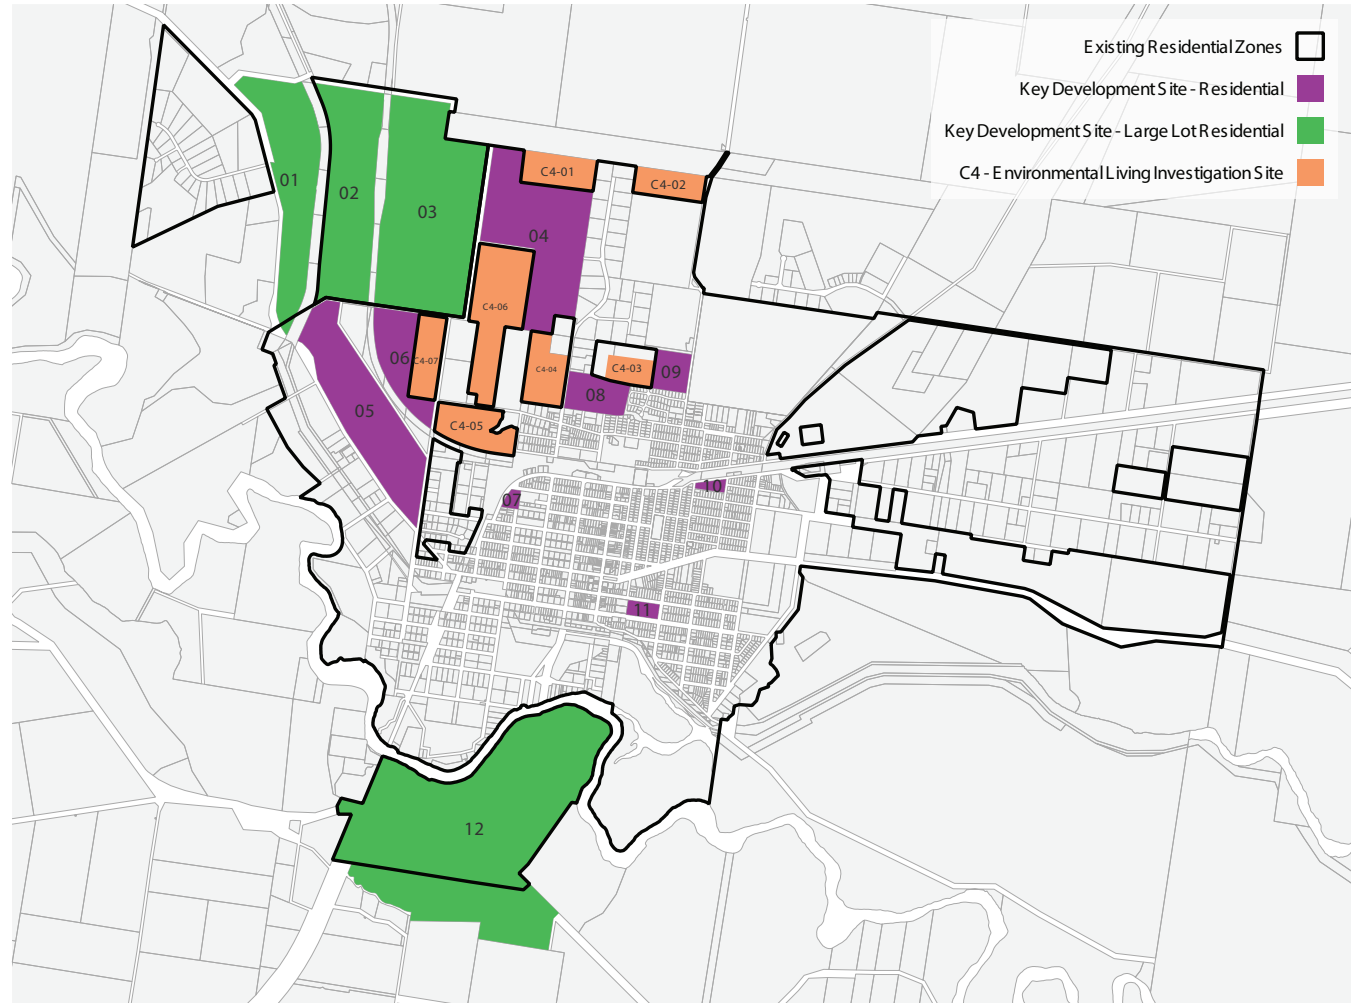 Existing Residential Zones
Key Development Site - Residential
Key Development Site - Large Lot Residential
C4 - Environmental Living Investigation Site
C4-01
C4-02
01
02
03
04
C4-06
06
C4-07
C4-04
C4-03
09
08
05
C4-05
07
10
11
12